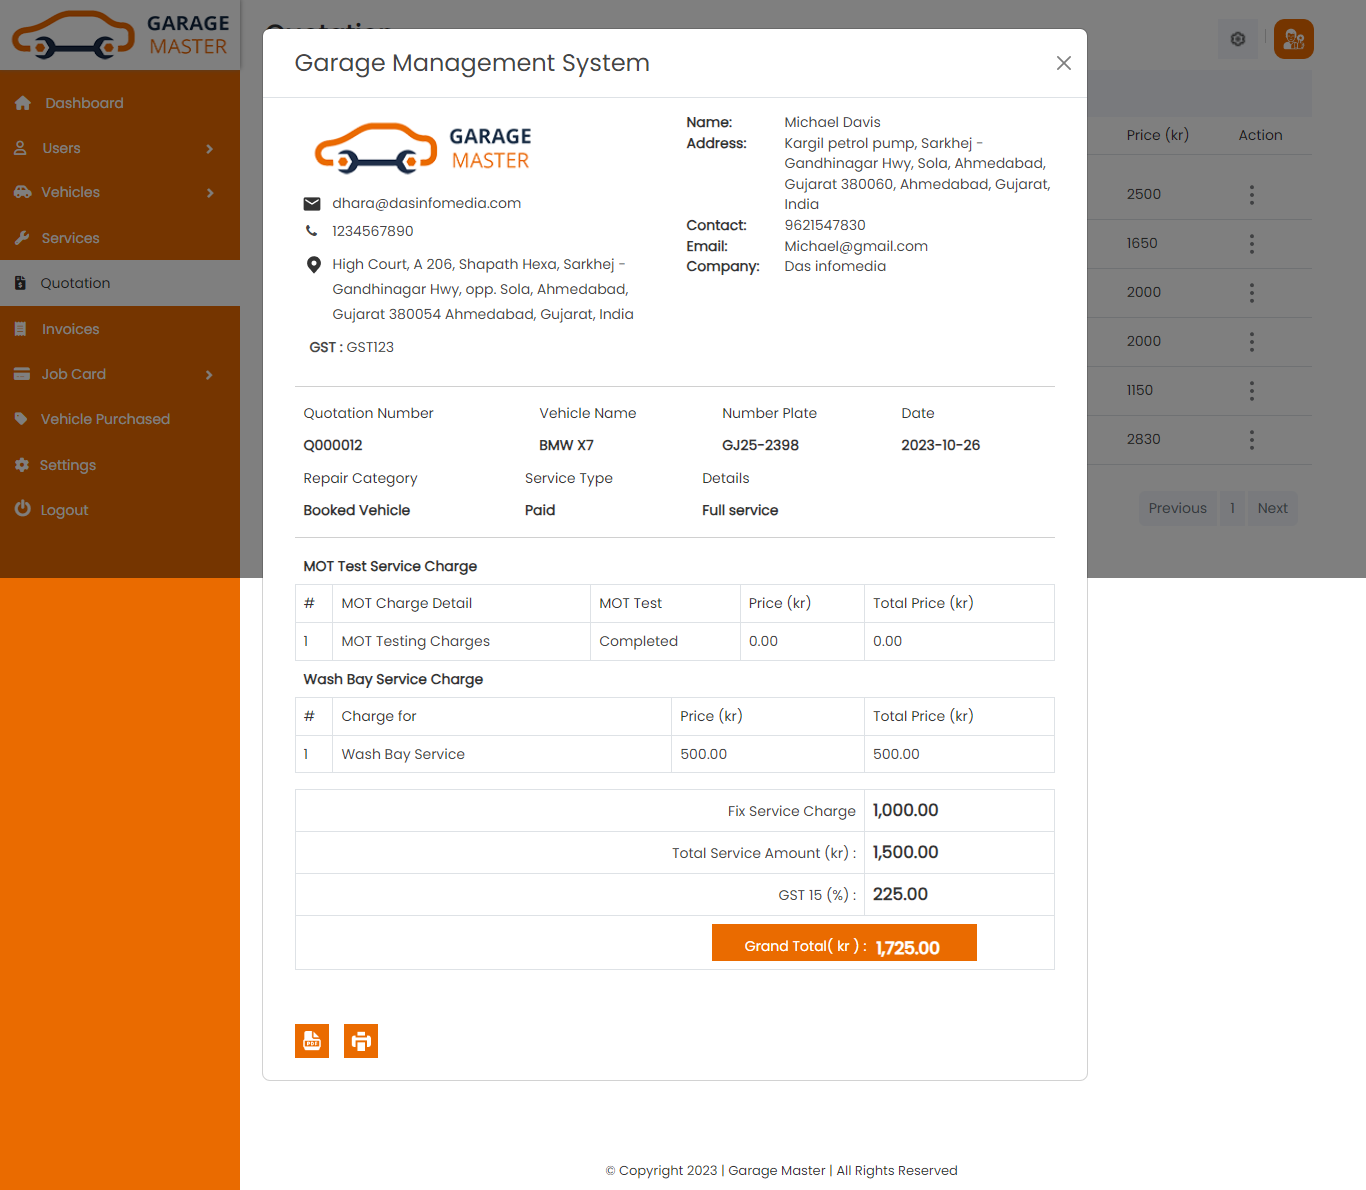 GARAGE
MASTER
Quotation
Dashboard
Users
Vehicles
Services
Quotation
Invoices
Job Card
Vehicle Purchased
Settings
Logout
Price (kr) Action
2500
1650
2000
2000
1150
2830
Previous 1 Next
Garage Management System
GARAGE
MASTER
dhara@dasinfomedia.com
1234567890
High Court, A 206, Shapath Hexa, Sarkhej -
Gandhinagar Hwy, opp. Sola, Ahmedabad,
Gujarat 380054 Ahmedabad, Gujarat, India
GST : GST123
Name: Michael Davis
Address: Kargil petrol pump, Sarkhej -
Gandhinagar Hwy, Sola, Ahmedabad,
Gujarat 380060, Ahmedabad, Gujarat,
India
Contact: 9621547830
Email: Michael@gmail.com
Company: Das infomedia
Quotation Number Vehicle Name Number Plate Date
Q000012 BMW X7 GJ25-2398 2023-10-26
Repair Category Service Type Details
Booked Vehicle Paid Full service
MOT Test Service Charge
# MOT Charge Detail MOT Test Price (kr) Total Price (kr)
1 MOT Testing Charges Completed 0.00 0.00
Wash Bay Service Charge
# Charge for Price (kr) Total Price (kr)
1 Wash Bay Service 500.00 500.00
Fix Service Charge 1,000.00
Total Service Amount (kr) : 1,500.00
GST 15 (%) : 225.00
Grand Total( kr ) : 1,725.00
PDF
© Copyright 2023 | Garage Master | All Rights Reserved